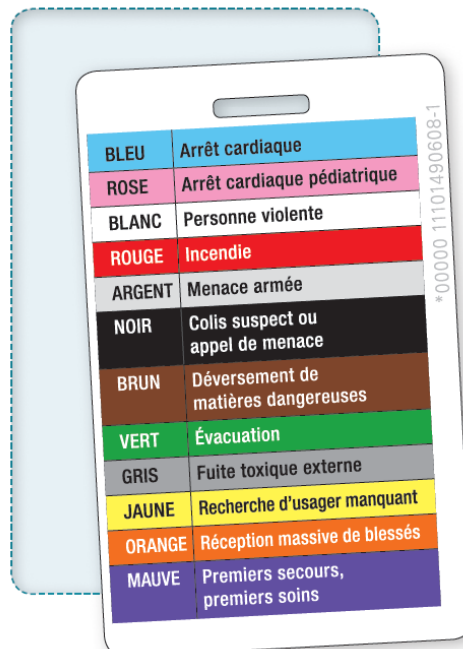 BLEU Arrêt cardiaque
ROSE Arrêt cardiaque pédiatrique
BLANC Personne violente
ROUGE Incendie
ARGENT Menace armée
NOIR Colis suspect ou
appel de menace
BRUN Déversement de
matières dangereuses
VERT Évacuation
GRIS Fuite toxique externe
JAUNE Recherche d'usager manquant
ORANGE Réception massive de blessés
MAUVE Premiers secours,
premiers soins
*00000 11101490608-1